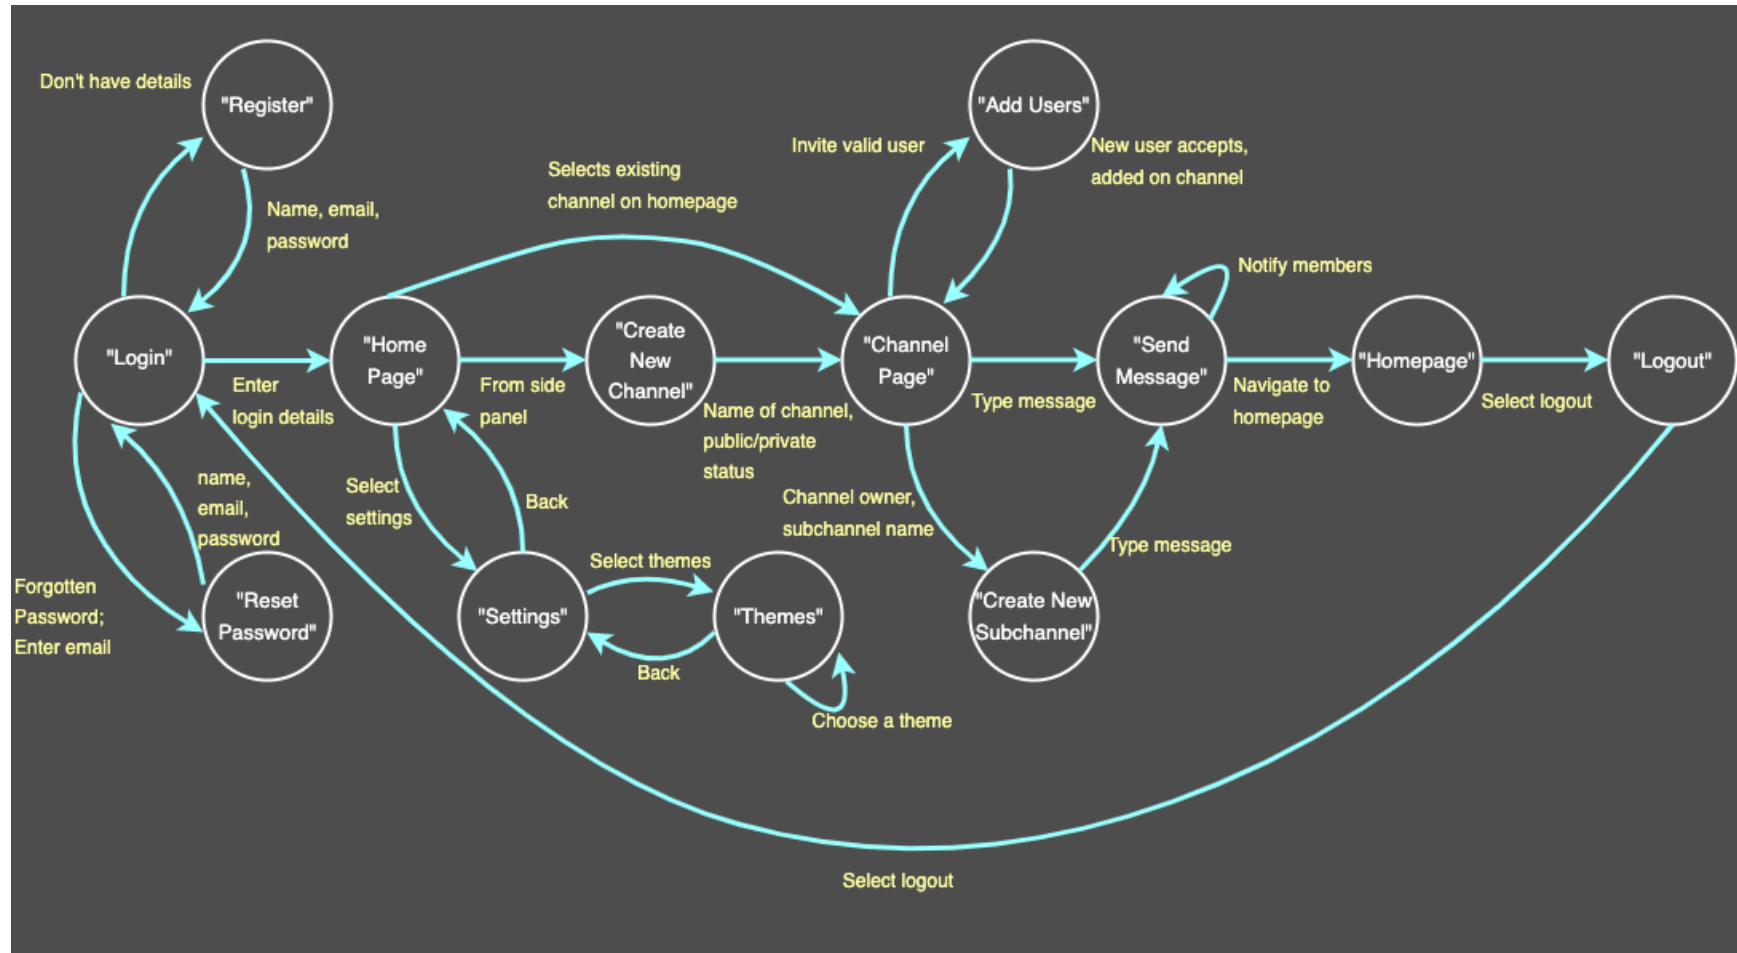 Don't have details
"Register"
Name, email,
password
"Login"
Enter
login details
name,
email,
password
Forgotten
Password;
Enter email
"Reset
Password"
"Home
Page"
Selects existing
channel on homepage
From side
panel
Select
settings
Back
"Settings"
Select themes
Back
"Themes"
Choose a theme
"Create
New
Channel"
Name of channel,
public/private
status
"Channel
Page"
Invite valid user
"Add Users"
New user accepts,
added on channel
Type message
Channel owner,
subchannel name
"Create New
Subchannel"
Type message
"Send
Message"
Notify members
Navigate to
homepage
"Homepage"
Select logout
"Logout"
Select logout